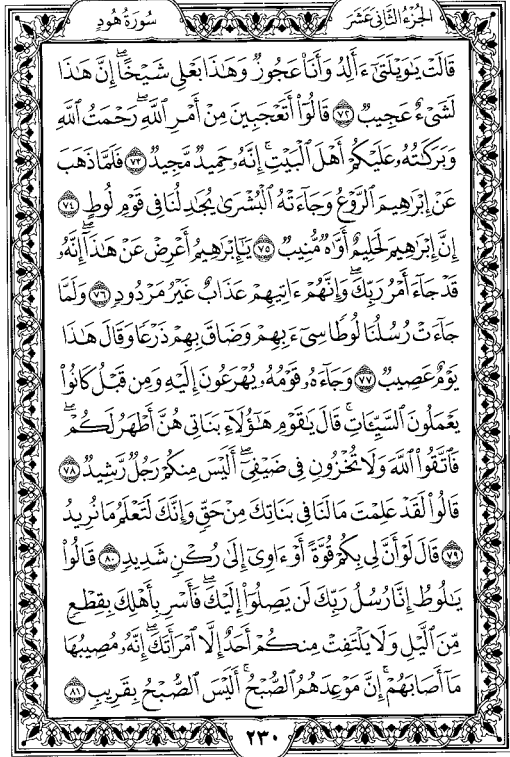 الجُزْءُ الثَّانِي عَشَرَ
سُورَةُ هُودٍ
قَالَتْ يَٰوَيْلَتَىٰٓ ءَأَلِدُ وَأَنَا۠ عَجُوزٌ وَهَٰذَا بَعْلِى شَيْخًا ۖ إِنَّ هَٰذَا
لَشَىْءٌ عَجِيبٌ ٧٢ قَالُوٓا۟ أَتَعْجَبِينَ مِنْ أَمْرِ ٱللَّهِ ۖ رَحْمَتُ ٱللَّهِ
وَبَرَكَٰتُهُۥ عَلَيْكُمْ أَهْلَ ٱلْبَيْتِ ۚ إِنَّهُۥ حَمِيدٌ مَّجِيدٌ ٧٣ فَلَمَّا ذَهَبَ
عَنْ إِبْرَٰهِيمَ ٱلرَّوْعُ وَجَآءَتْهُ ٱلْبُشْرَىٰ يُجَٰدِلُنَا فِى قَوْمِ لُوطٍ ٧٤
إِنَّ إِبْرَٰهِيمَ لَحَلِيمٌ أَوَّٰهٌ مُّنِيبٌ ٧٥ يَٰٓإِبْرَٰهِيمُ أَعْرِضْ عَنْ هَٰذَآ ۖ إِنَّهُۥ
قَدْ جَآءَ أَمْرُ رَبِّكَ ۖ وَإِنَّهُمْ ءَاتِيهِمْ عَذَابٌ غَيْرُ مَرْدُودٍ ٧٦ وَلَمَّا
جَآءَتْ رُسُلُنَا لُوطًا سِىٓءَ بِهِمْ وَضَاقَ بِهِمْ ذَرْعًا وَقَالَ هَٰذَا
يَوْمٌ عَصِيبٌ ٧٧ وَجَآءَهُۥ قَوْمُهُۥ يُهْرَعُونَ إِلَيْهِ وَمِن قَبْلُ كَانُوا۟
يَعْمَلُونَ ٱلسَّيِّـَٔاتِ ۚ قَالَ يَٰقَوْمِ هَٰٓؤُلَآءِ بَنَاتِى هُنَّ أَطْهَرُ لَكُمْ ۖ
فَٱتَّقُوا۟ ٱللَّهَ وَلَا تُخْزُونِ فِى ضَيْفِىٓ ۖ أَلَيْسَ مِنكُمْ رَجُلٌ رَّشِيدٌ ٧٨
قَالُوا۟ لَقَدْ عَلِمْتَ مَا لَنَا فِى بَنَاتِكَ مِنْ حَقٍّ وَإِنَّكَ لَتَعْلَمُ مَا نُرِيدُ
٧٩ قَالَ لَوْ أَنَّ لِى بِكُمْ قُوَّةً أَوْ ءَاوِىٓ إِلَىٰ رُكْنٍ شَدِيدٍ ٨٠ قَالُوا۟
يَٰلُوطُ إِنَّا رُسُلُ رَبِّكَ لَن يَصِلُوٓا۟ إِلَيْكَ ۖ فَأَسْرِ بِأَهْلِكَ بِقِطْعٍ
مِّنَ ٱلَّيْلِ وَلَا يَلْتَفِتْ مِنكُمْ أَحَدٌ إِلَّا ٱمْرَأَتَكَ ۖ إِنَّهُۥ مُصِيبُهَا
مَآ أَصَابَهُمْ ۚ إِنَّ مَوْعِدَهُمُ ٱلصُّبْحُ ۚ أَلَيْسَ ٱلصُّبْحُ بِقَرِيبٍ ٨١
٢٣٠